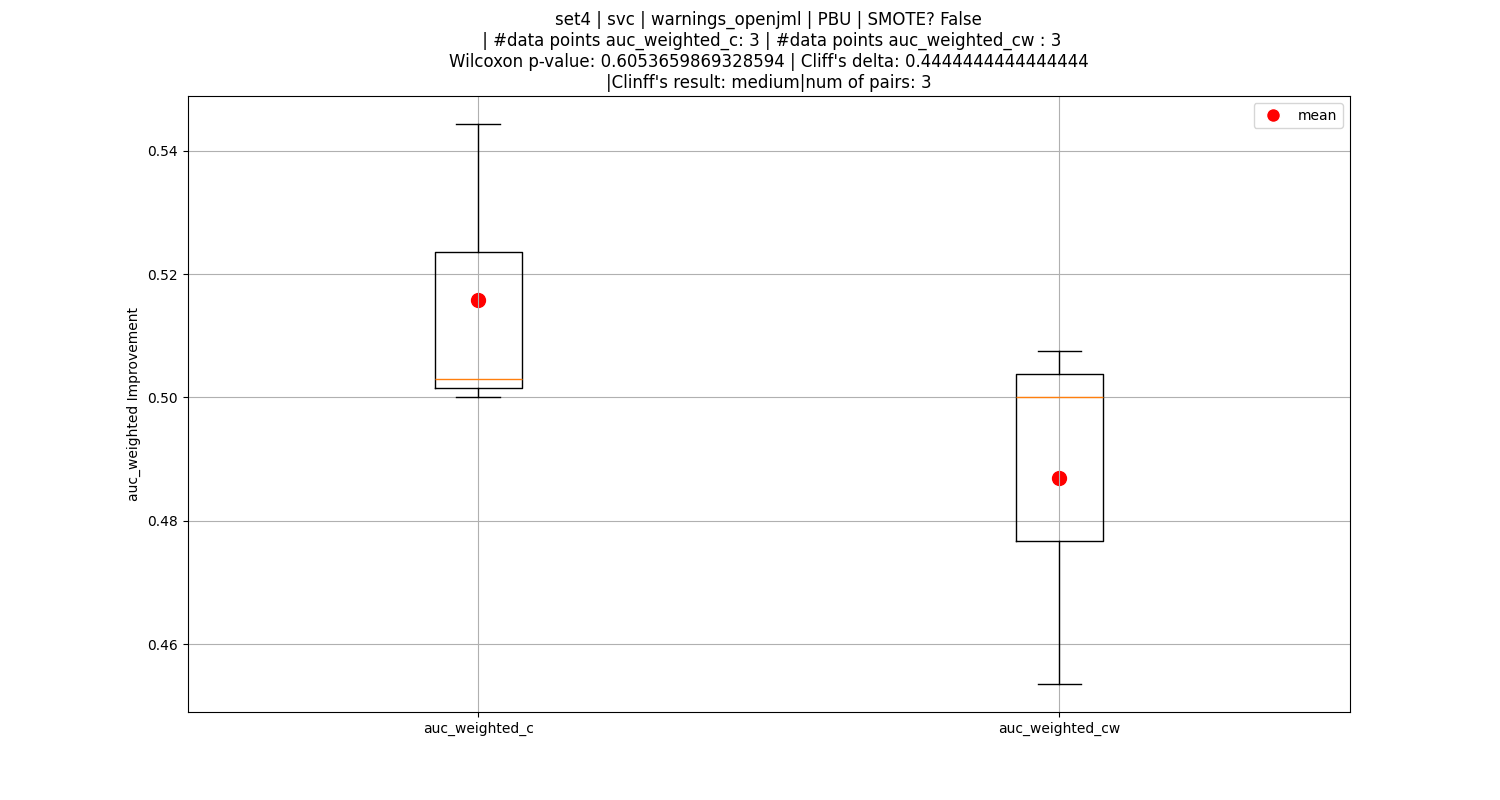 set4 | svc | warnings_openjml | PBU | SMOTE? False
| #data points auc_weighted_c: 3 | #data points auc_weighted_cw : 3
Wilcoxon p-value: 0.6053659869328594 | Cliff's delta: 0.4444444444444444
|Clinff's result: medium|num of pairs: 3
mean
0.54
0.52
0.50
0.48
0.46
auc_weighted Improvement
auc_weighted_c
auc_weighted_cw